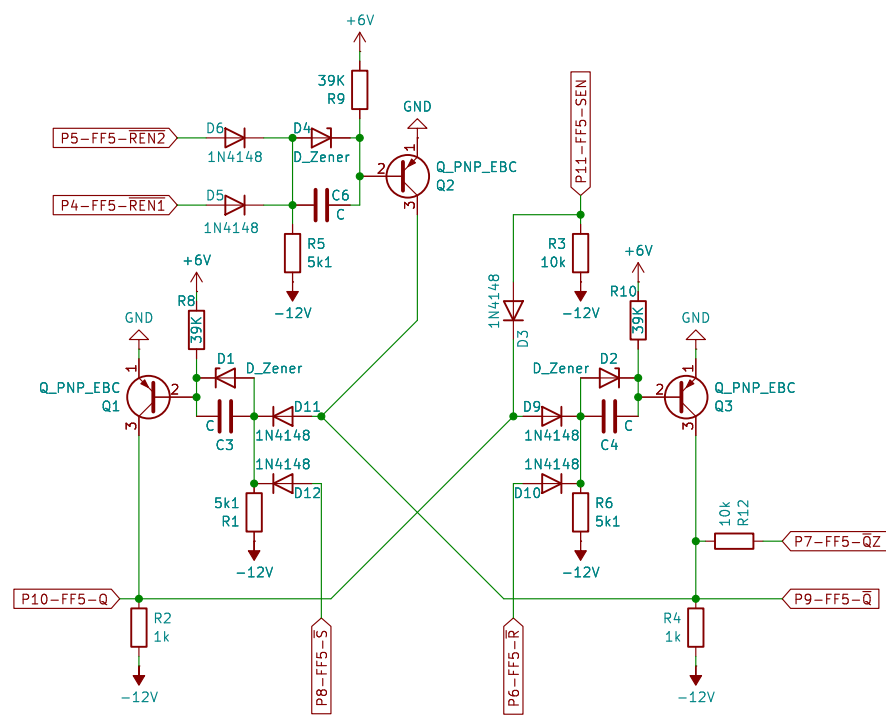 +6V
39K
R9
GND
P5-FF5-REN2
D6
1N4148
D4
D_Zener
1
2
3
Q_PNP_EBC
Q2
P11-FF5-SEN
P4-FF5-REN1
D5
1N4148
C6
C
R5
5k1
-12V
R3
10k
-12V
+6V
R8
39K
GND
1N4148
D3
+6V
R10
39K
GND
Q_PNP_EBC
Q1
1
2
3
D1
D_Zener
C
C3
D11
1N4148
1N4148
D12
5k1
R1
-12V
D_Zener
D2
D9
1N4148
C
C4
1N4148
D10
R6
5k1
-12V
1
2
3
Q_PNP_EBC
Q3
10k
R12
P7-FF5-QZ
P10-FF5-Q
R2
1k
-12V
P8-FF5-S
P6-FF5-R
R4
1k
-12V
P9-FF5-Q